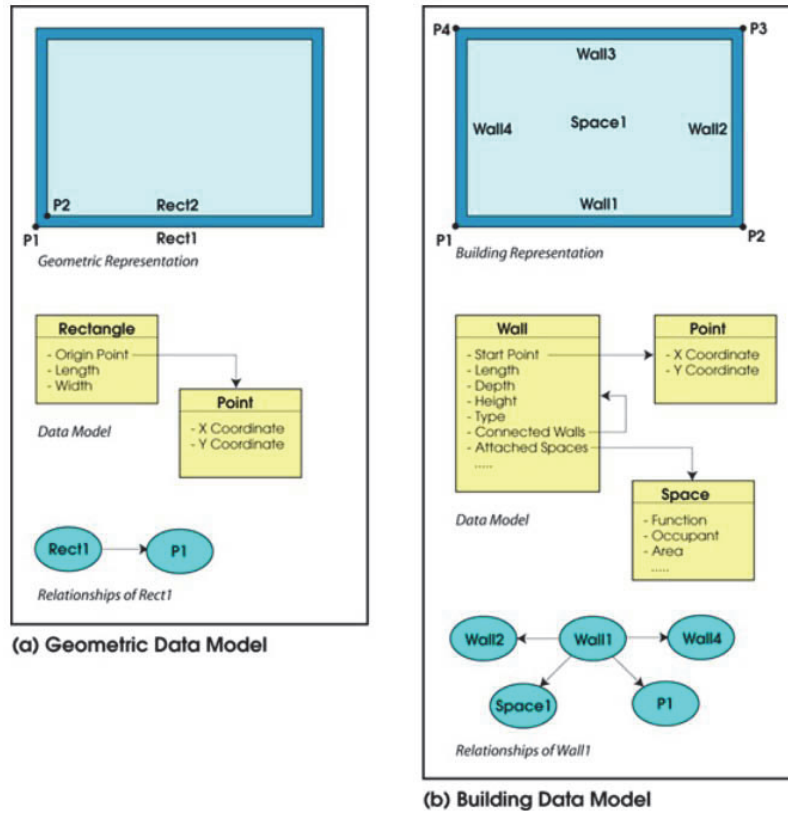 P2
Rect2
P1
Rect1
Geometric Representation
Rectangle
- Origin Point
- Length
- Width
Point
- X Coordinate
- Y Coordinate
Data Model
Rect1
P1
Relationships of Rect1
(a) Geometric Data Model
P4
P3
Wall3
Wall4
Space1
Wall2
Wall1
P1
P2
Building Representation
Wall
- Start Point
- Length
- Depth
- Height
- Type
- Connected Walls
- Attached Spaces
.....
Point
- X Coordinate
- Y Coordinate
Space
- Function
- Occupant
- Area
.....
Data Model
Wall2
Wall1
Wall4
Space1
P1
Relationships of Wall1
(b) Building Data Model